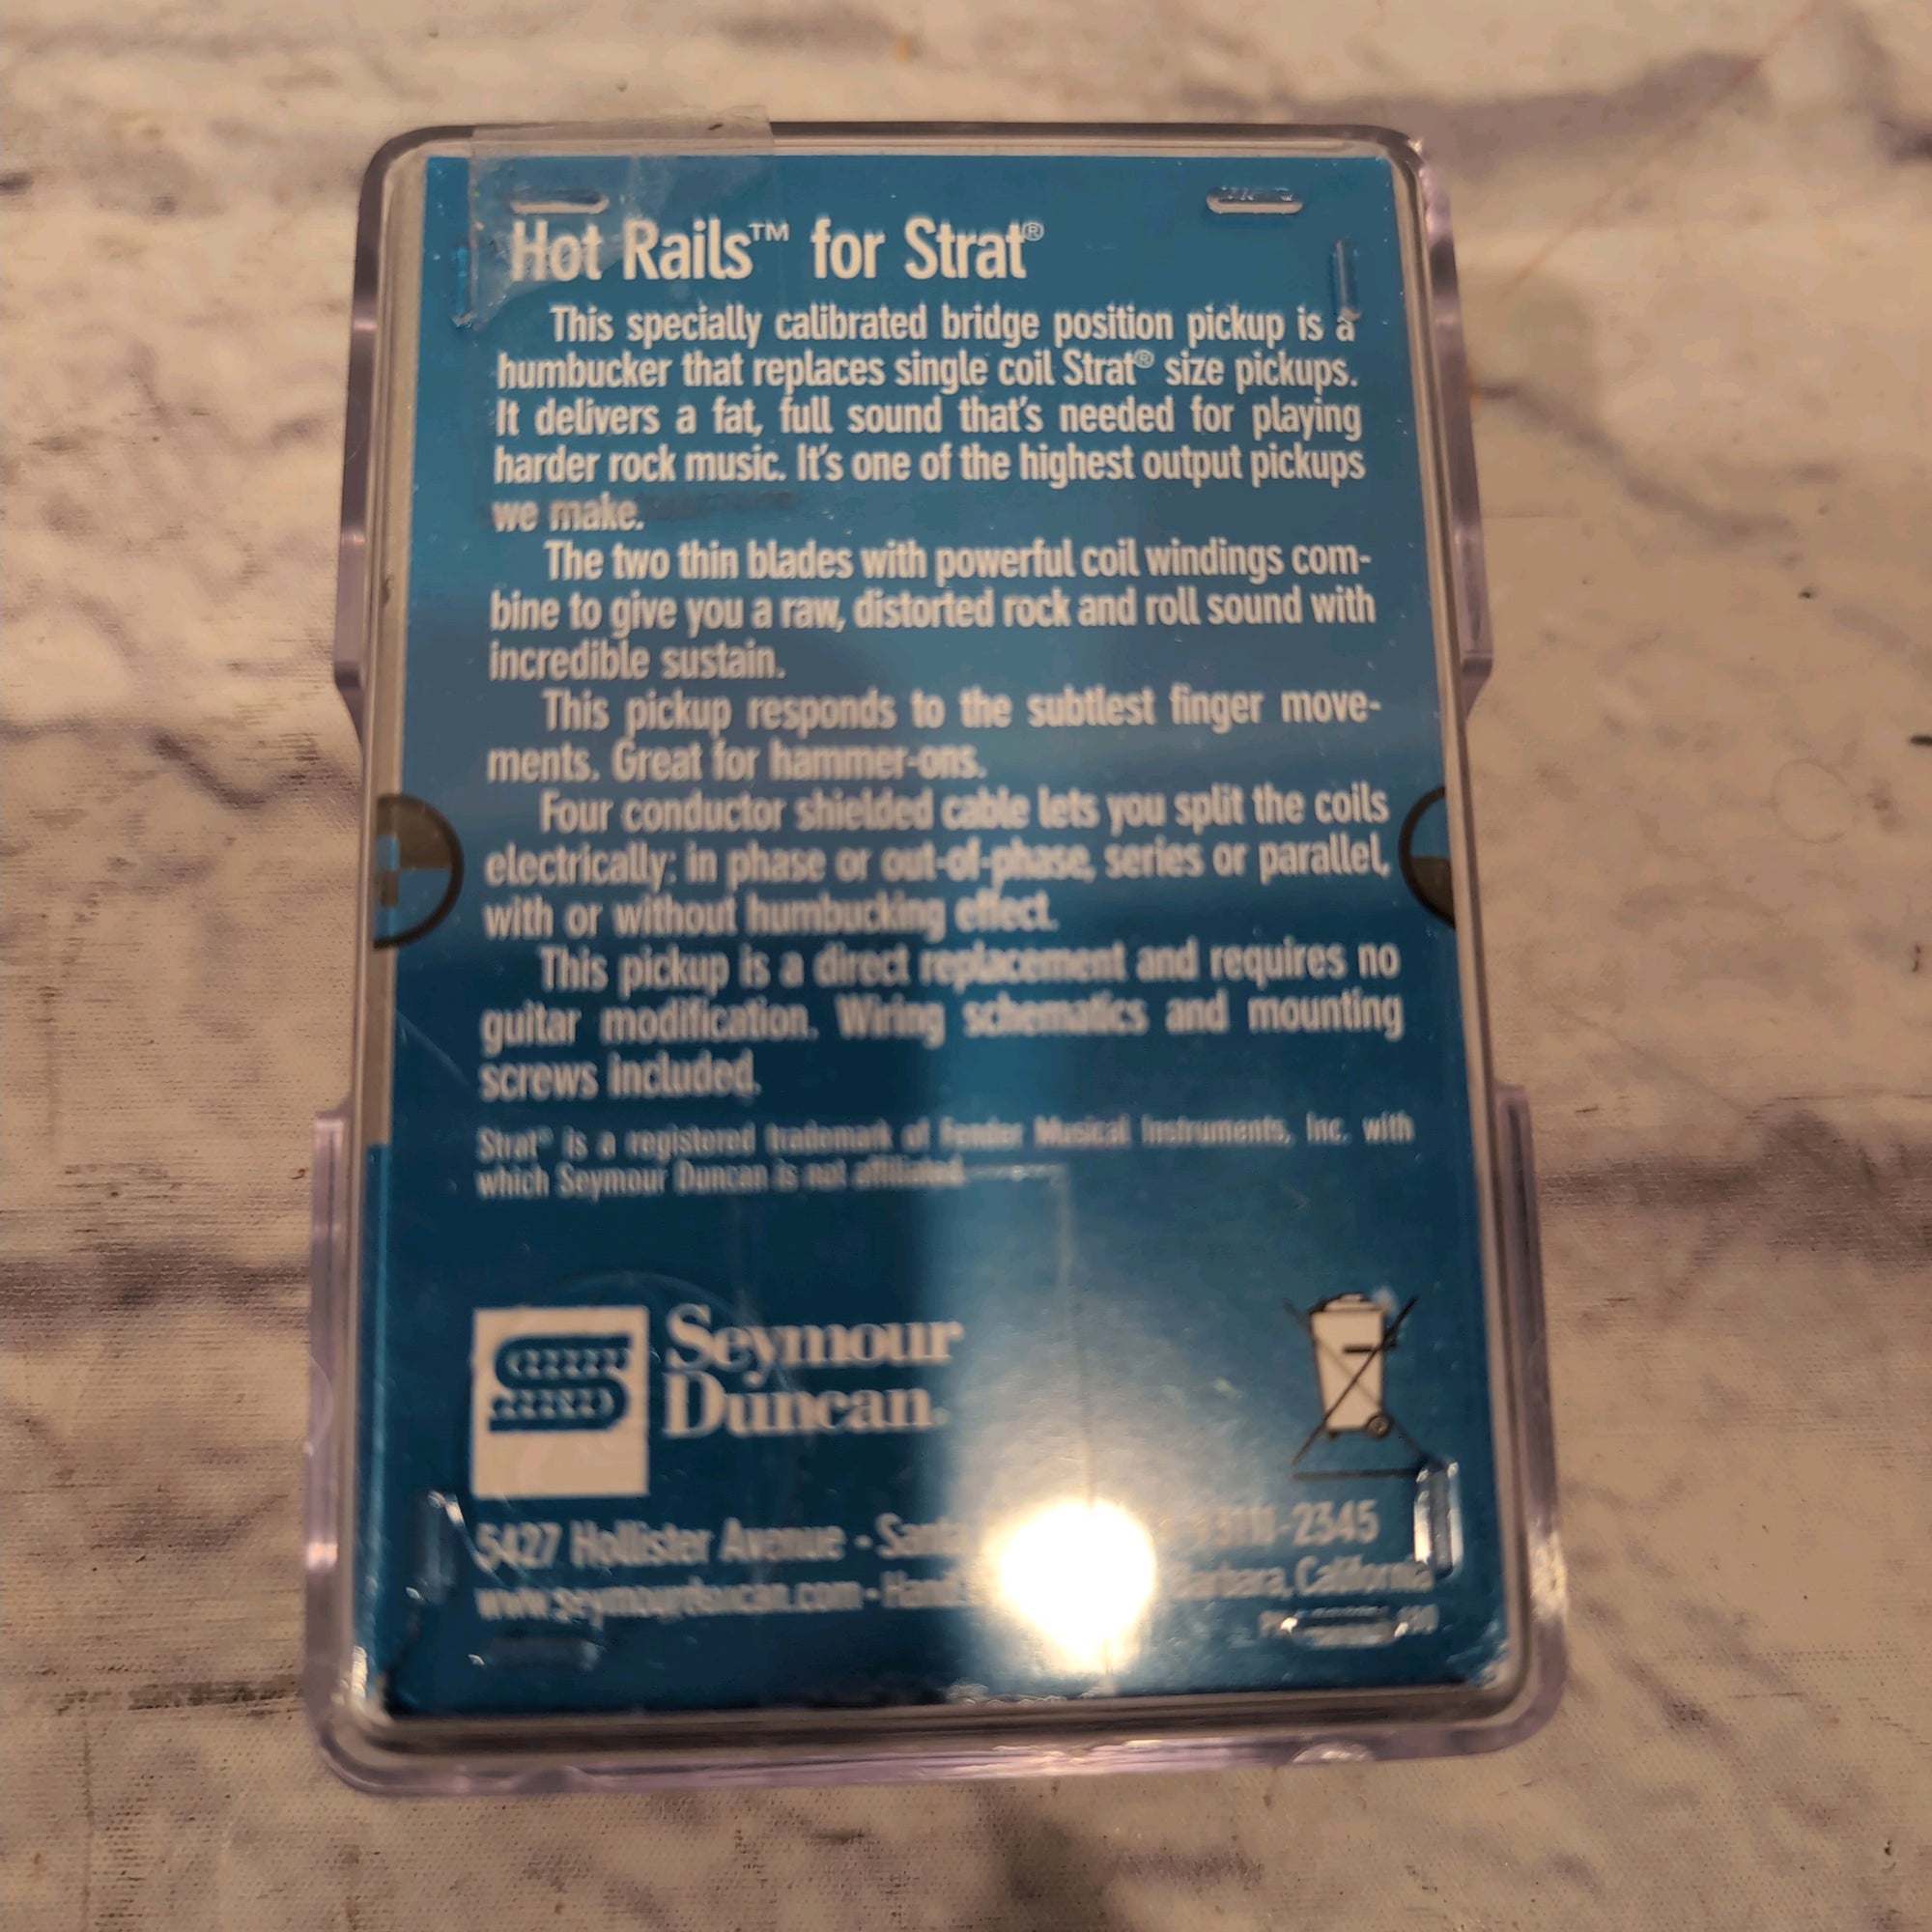 Hot Rails™ for Strat®
This specially calibrated bridge position pickup is a
humbucker that replaces single coil Strat® size pickups.
It delivers a fat, full sound that's needed for playing
harder rock music. It's one of the highest output pickups
we make.
The two thin blades with powerful coil windings com-
bine to give you a raw, distorted rock and roll sound with
incredible sustain.
This pickup responds to the subtlest finger move-
ments. Great for hammer-ons.
Four conductor shielded cable lets you split the coils
electrically: in phase or out-of-phase, series or parallel,
with or without humbucking effect.
This pickup is a direct replacement and requires no
guitar modification. Wiring schematics and mounting
screws included.
Strat® is a registered trademark of Fender Musical Instruments, Inc. with
which Seymour Duncan is not affiliated.
Seymour
Duncan.
5427 Hollister Avenue • 2345
www.seymourduncan.com • California